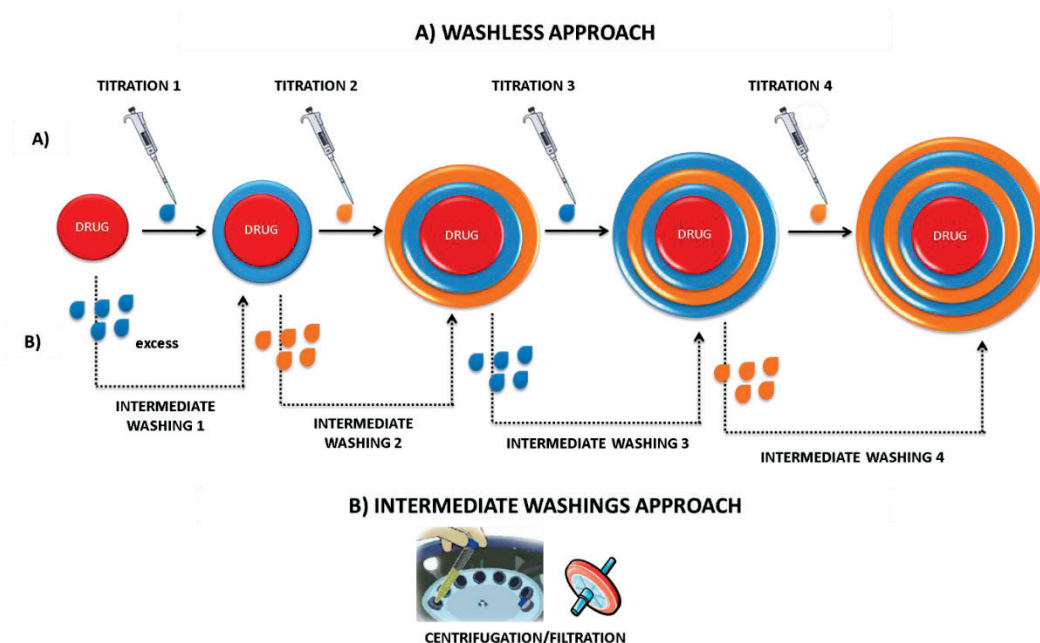 A) WASHLESS APPROACH
TITRATION 1
TITRATION 2
TITRATION 3
TITRATION 4
A)
DRUG
DRUG
DRUG
DRUG
DRUG
B)
excess
INTERMEDIATE
WASHING 1
INTERMEDIATE
WASHING 2
INTERMEDIATE WASHING 3
INTERMEDIATE WASHING 4
B) INTERMEDIATE WASHINGS APPROACH
CENTRIFUGATION/FILTRATION